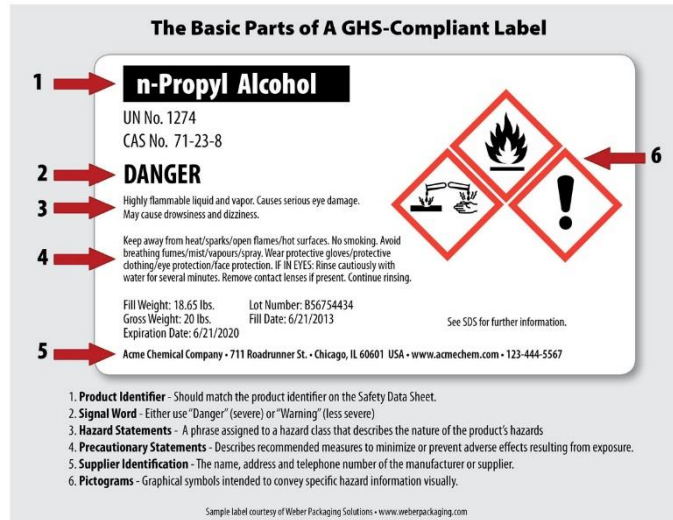 The Basic Parts of A GHS-Compliant Label
1
n-Propyl Alcohol
UN No. 1274
CAS No. 71-23-8
2
DANGER
3
Highly flammable liquid and vapor. Causes serious eye damage.
May cause drowsiness and dizziness.
6
4
Keep away from heat/sparks/open flames/hot surfaces. No smoking. Avoid
breathing fumes/mist/vapours/spray. Wear protective gloves/protective
clothing/eye protection/face protection. IF IN EYES: Rinse cautiously with
water for several minutes. Remove contact lenses if present. Continue rinsing.
Fill Weight: 18.65 lbs. Lot Number: B56754434
Gross Weight: 20 lbs. Fill Date: 6/21/2013
Expiration Date: 6/21/2020
See SDS for further information.
5
Acme Chemical Company • 711 Roadrunner St. • Chicago, IL 60601 USA • www.acmechem.com • 123-444-5567
1. Product Identifier - Should match the product identifier on the Safety Data Sheet.
2. Signal Word - Either use "Danger" (severe) or "Warning" (less severe)
3. Hazard Statements - A phrase assigned to a hazard class that describes the nature of the product's hazards
4. Precautionary Statements - Describes recommended measures to minimize or prevent adverse effects resulting from exposure.
5. Supplier Identification - The name, address and telephone number of the manufacturer or supplier.
6. Pictograms - Graphical symbols intended to convey specific hazard information visually.
Sample label courtesy of Weber Packaging Solutions • www.weberpackaging.com